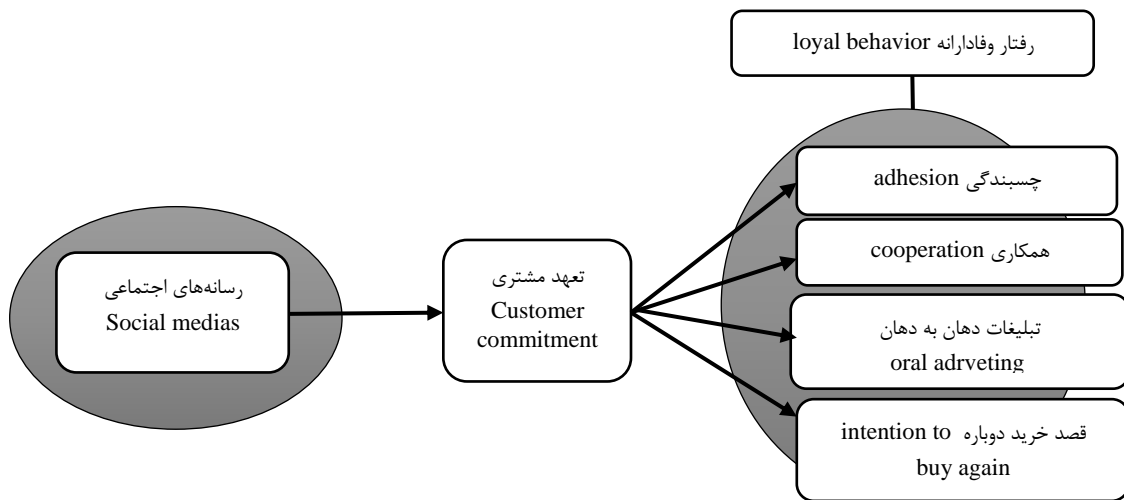 رفتار وفادارانه loyal behavior
چسبندگی adhesion
همکاری cooperation
تبلیغات دهان به دهان
oral adrveting
قصد خرید دوباره intention to
buy again
تعهد مشتری
Customer
commitment
رسانه‌های اجتماعی
Social medias